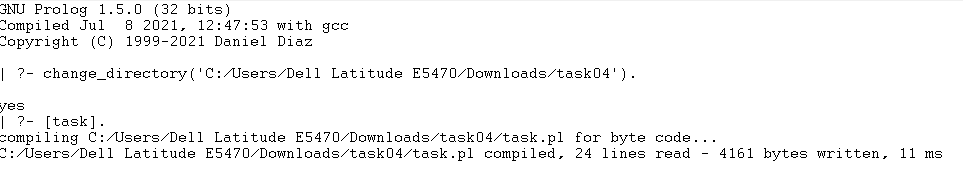 GNU Prolog 1.5.0 (32 bits)
Compiled Jul  8 2021, 12:47:53 with gcc
Copyright (C) 1999-2021 Daniel Diaz
| ?- change_directory('C:/Users/Dell Latitude E5470/Downloads/task04').
yes
| ?- [task].
compiling C:/Users/Dell Latitude E5470/Downloads/task04/task.pl for byte code...
C:/Users/Dell Latitude E5470/Downloads/task04/task.pl compiled, 24 lines read - 4161 bytes written, 11 ms